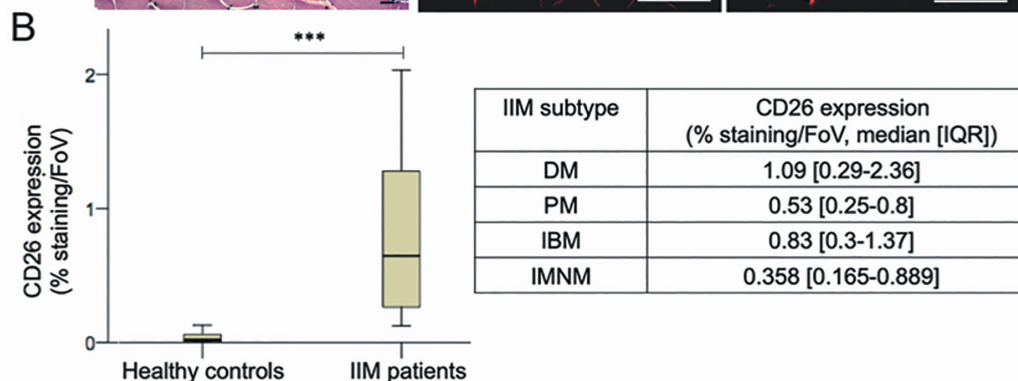 B
***
2
1
0
CD26 expression
(% staining/FoV)
Healthy controls
IIM patients
IIM subtype
CD26 expression
(% staining/FoV, median [IQR])
DM
1.09 [0.29-2.36]
PM
0.53 [0.25-0.8]
IBM
0.83 [0.3-1.37]
IMNM
0.358 [0.165-0.889]